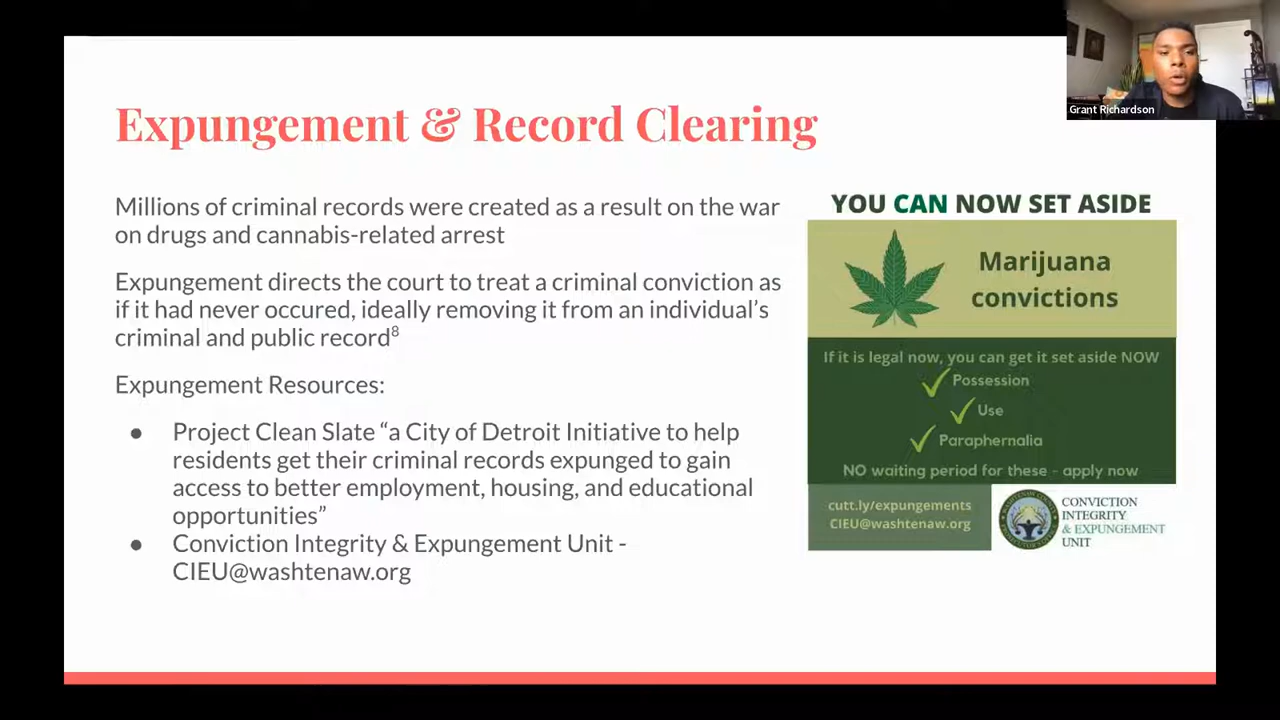 Grant Richardson
Expungement & Record Clearing
Millions of criminal records were created as a result on the war
on drugs and cannabis-related arrest
Expungement directs the court to treat a criminal conviction as
if it had never occured, ideally removing it from an individual’s
criminal and public record⁸
Expungement Resources:
● Project Clean Slate “a City of Detroit Initiative to help
residents get their criminal records expunged to gain
access to better employment, housing, and educational
opportunities”
● Conviction Integrity & Expungement Unit -
CIEU@washtenaw.org
YOU CAN NOW SET ASIDE
Marijuana
convictions
If it is legal now, you can get it set aside NOW
✓ Possession
✓ Use
✓ Paraphernalia
NO waiting period for these - apply now
cutt.ly/expungements
CIEU@washtenaw.org
CONVICTION
INTEGRITY
& EXPUNGEMENT
UNIT